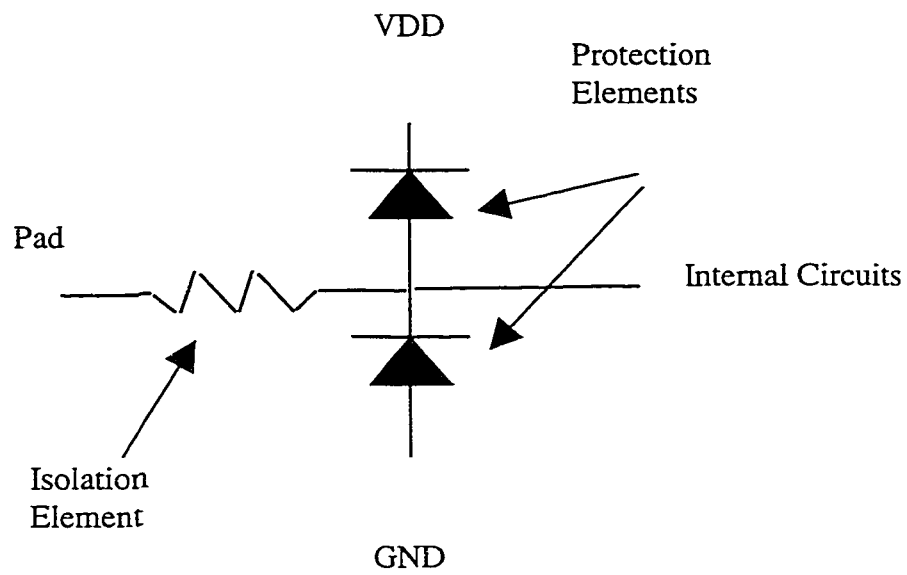 VDD
Protection
Elements
Pad
Internal Circuits
Isolation
Element
GND